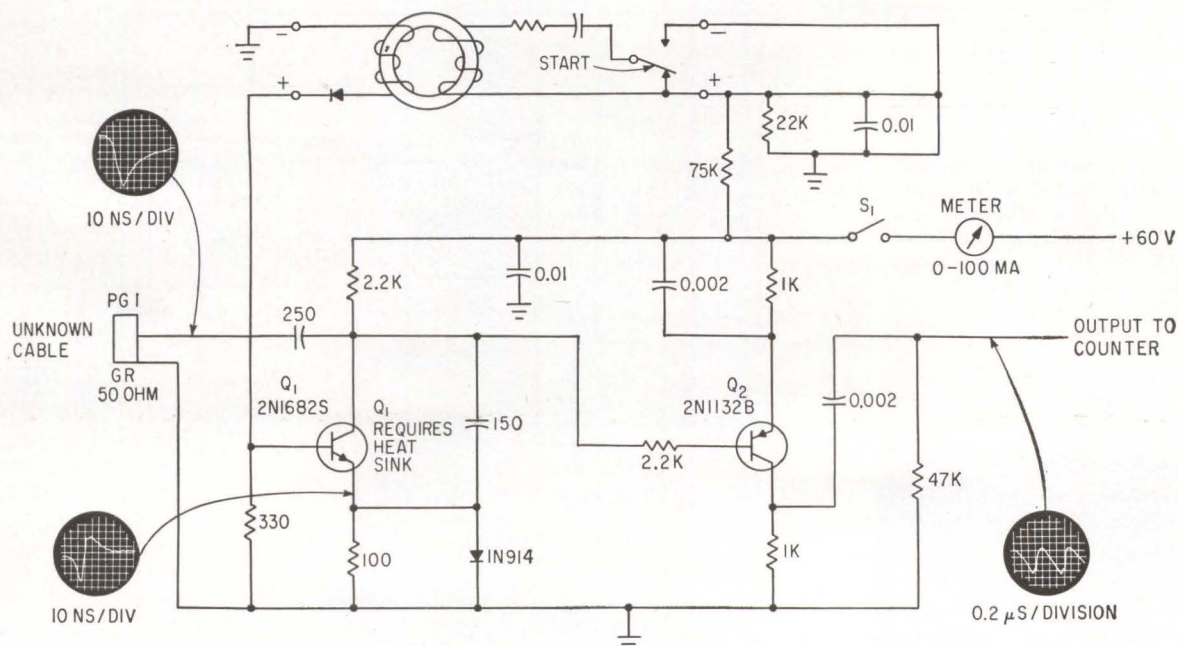 −
+
START
−
+
22K
0.01
75K
10 NS/DIV
S1
METER
+60 V
0-100 MA
2.2K
0.01
0.002
1K
PG I
UNKNOWN
CABLE
250
OUTPUT TO
COUNTER
GR
50 OHM
Q1
2N1682S
Q1
REQUIRES
HEAT
SINK
150
Q2
2N1132B
0.002
2.2K
47K
330
100
1N914
1K
10 NS/DIV
0.2 μS/DIVISION